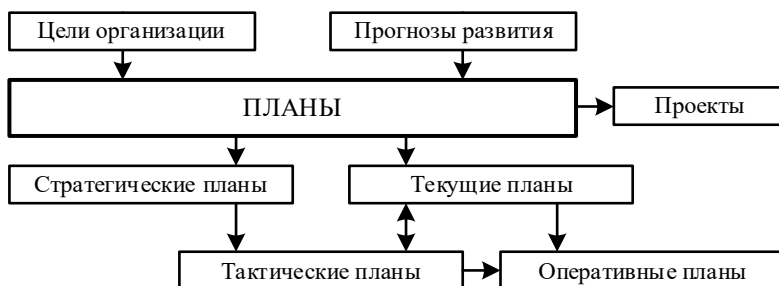 Цели организации
Прогнозы развития
ПЛАНЫ
Проекты
Стратегические планы
Текущие планы
Тактические планы
Оперативные планы